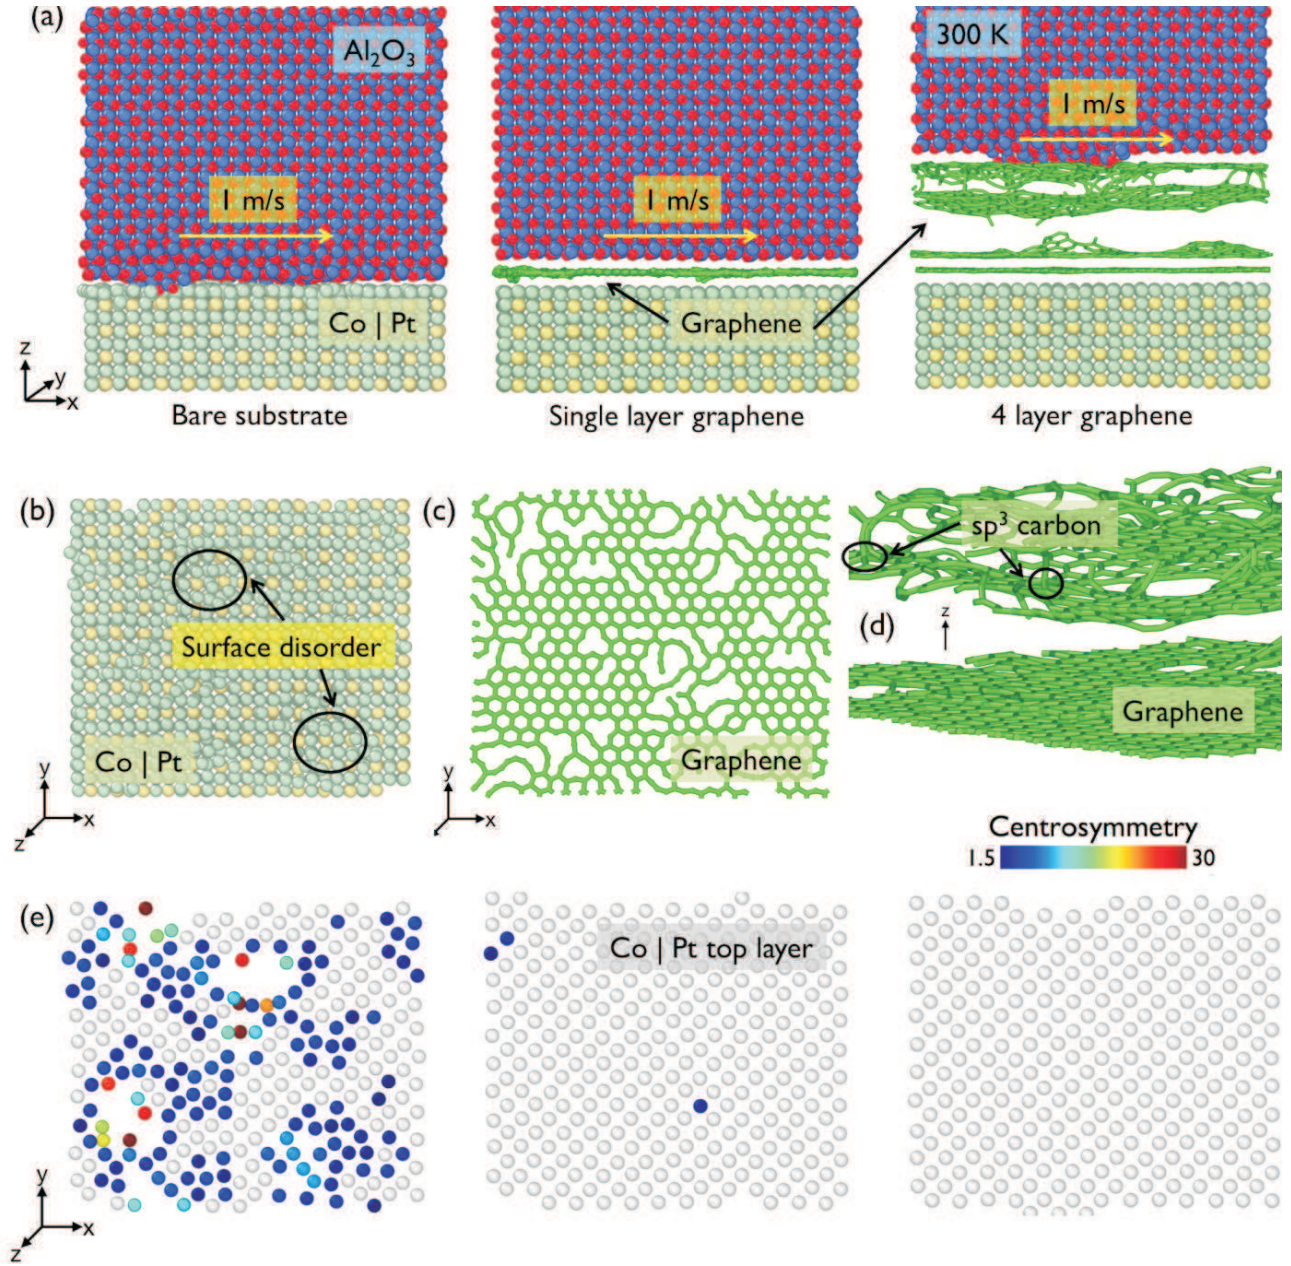 (a)
Al₂O₃
1 m/s
Co | Pt
z
y
x
Bare substrate
1 m/s
Graphene
Single layer graphene
300 K
1 m/s
4 layer graphene
(b)
Surface disorder
Co | Pt
y
x
z
(c)
Graphene
y
x
sp³ carbon
(d)
z
Graphene
Centrosymmetry
1.5 30
(e)
Co | Pt top layer
y
x
z